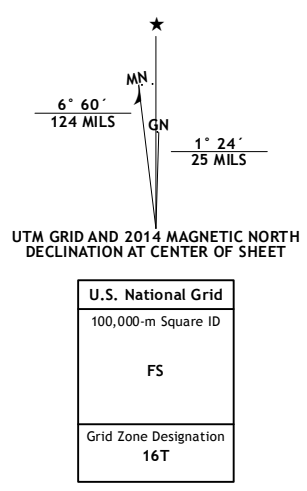 ★
MN
6° 60´
124 MILS
GN
1° 24´
25 MILS
UTM GRID AND 2014 MAGNETIC NORTH
DECLINATION AT CENTER OF SHEET
U.S. National Grid
100,000-m Square ID
FS
Grid Zone Designation
16T